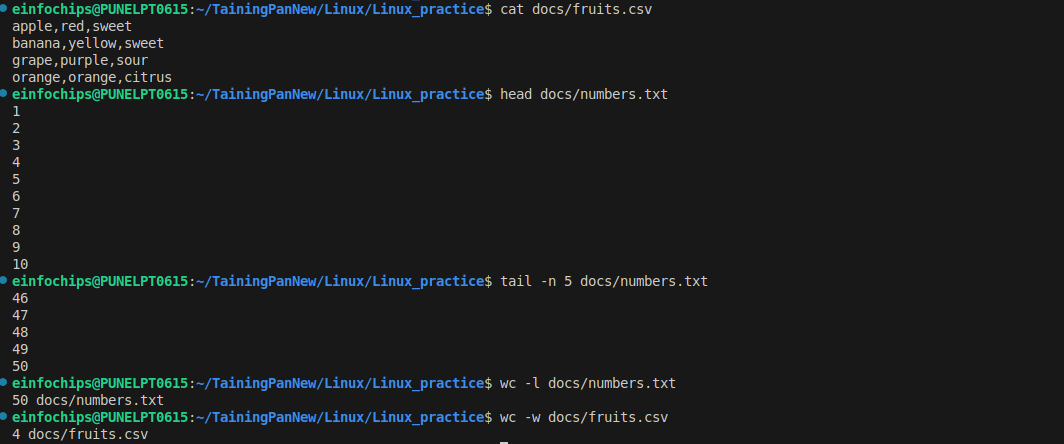 einfochips@PUNELPT0615:~/TainingPanNew/Linux/Linux_practice$ cat docs/fruits.csv
apple,red,sweet
banana,yellow,sweet
grape,purple,sour
orange,orange,citrus
einfochips@PUNELPT0615:~/TainingPanNew/Linux/Linux_practice$ head docs/numbers.txt
1
2
3
4
5
6
7
8
9
10
einfochips@PUNELPT0615:~/TainingPanNew/Linux/Linux_practice$ tail -n 5 docs/numbers.txt
46
47
48
49
50
einfochips@PUNELPT0615:~/TainingPanNew/Linux/Linux_practice$ wc -l docs/numbers.txt
50 docs/numbers.txt
einfochips@PUNELPT0615:~/TainingPanNew/Linux/Linux_practice$ wc -w docs/fruits.csv
4 docs/fruits.csv